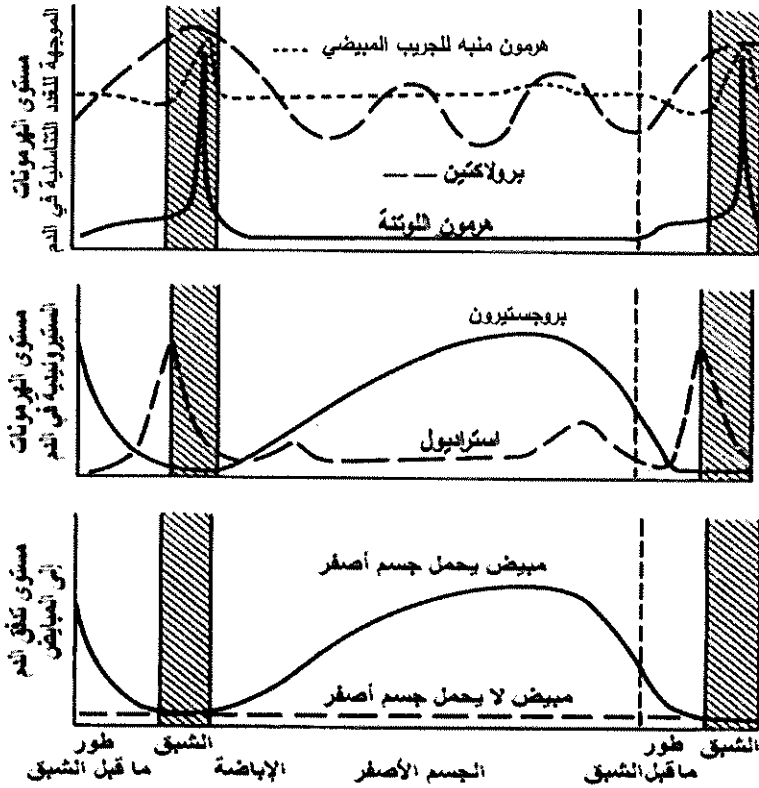 مستوى الهرمونات
الموجهة للغدد التناسلية في الدم
هرمون منبه للجريب المبيضي
برولاكتين
هرمون اللوتنة
مستوى الهرمونات
الستيروئيدية في الدم
بروجستيرون
استراديول
مستوى تدفق الدم
إلى المبايض
مبيض يحمل جسم أصفر
مبيض لا يحمل جسم أصفر
طور
ما قبل الشبق
الشبق
الإباضة
الجسم الأصفر
طور
ما قبل الشبق
الشبق